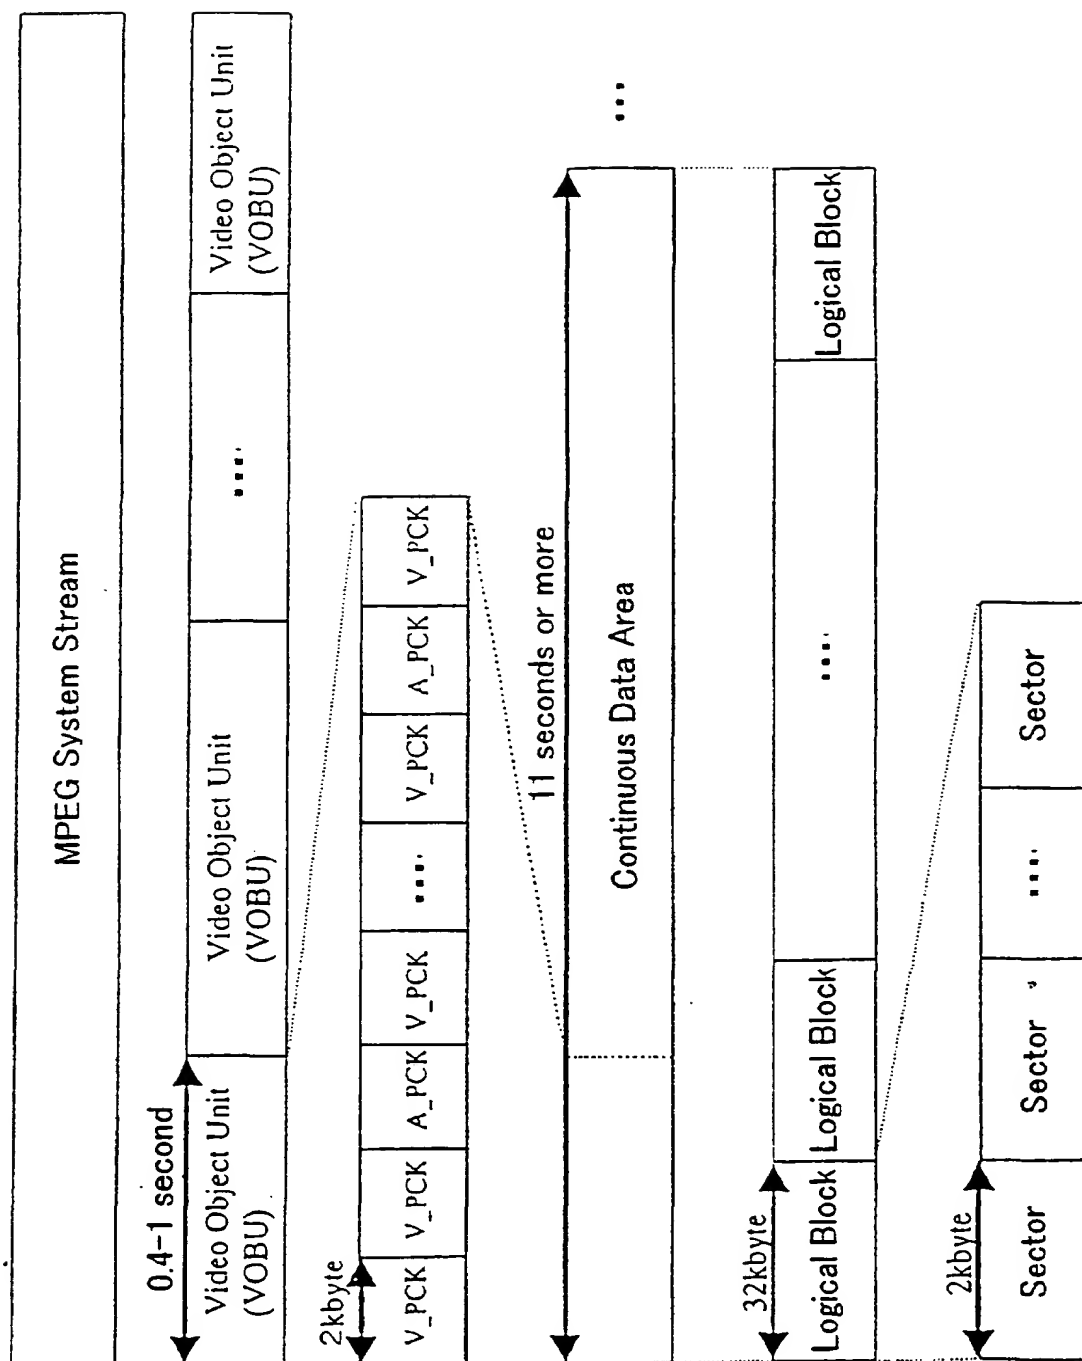 MPEG System Stream
0.4-1 second
Video Object Unit
(VOBU)
Video Object Unit
(VOBU)
....
Video Object Unit
(VOBU)
2kbyte
V_PCK
V_PCK
A_PCK
V_PCK
....
V_PCK
A_PCK
V_PCK
11 seconds or more
Continuous Data Area
...
32kbyte
Logical Block
Logical Block
....
Logical Block
2kbyte
Sector
Sector
....
Sector